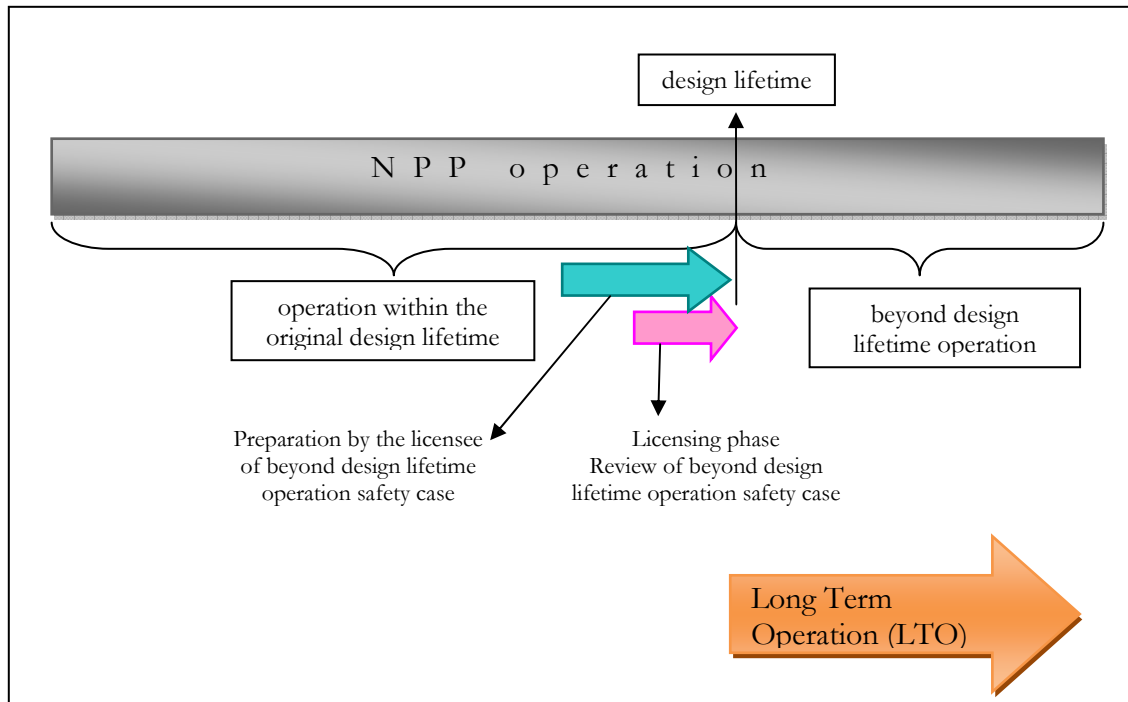 design lifetime
N P P o p e r a t i o n
operation within the
original design lifetime
beyond design
lifetime operation
Preparation by the licensee
of beyond design lifetime
operation safety case
Licensing phase
Review of beyond design
lifetime operation safety case
Long Term
Operation (LTO)